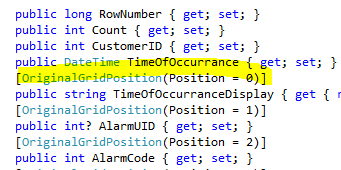 public long RowNumber { get; set; }
public int Count { get; set; }
public int CustomerID { get; set; }
public DateTime TimeOfOccurrance { get; set; }
[OriginalGridPosition(Position = 0)]
public string TimeOfOccurranceDisplay { get {
[OriginalGridPosition(Position = 1)]
public int? AlarmUID { get; set; }
[OriginalGridPosition(Position = 2)]
public int AlarmCode { get; set; }